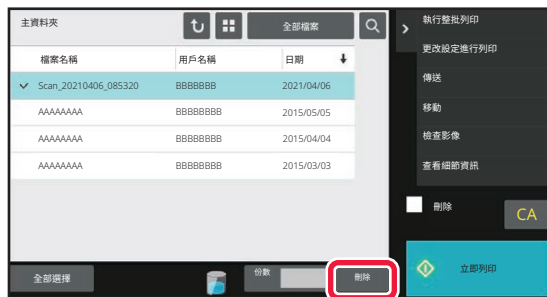 主資料夾
全部檔案
檔案名稱 用戶名稱 日期
Scan_20210406_085320 BBBBBBB 2021/04/06
AAAAAAAA BBBBBBBB 2015/05/05
AAAAAAAA BBBBBBBB 2015/04/04
AAAAAAAA BBBBBBBB 2015/03/03
全部選擇
份數
刪除
執行整批列印
更改設定進行列印
傳送
移動
檢查影像
查看細節資訊
刪除
CA
立即列印